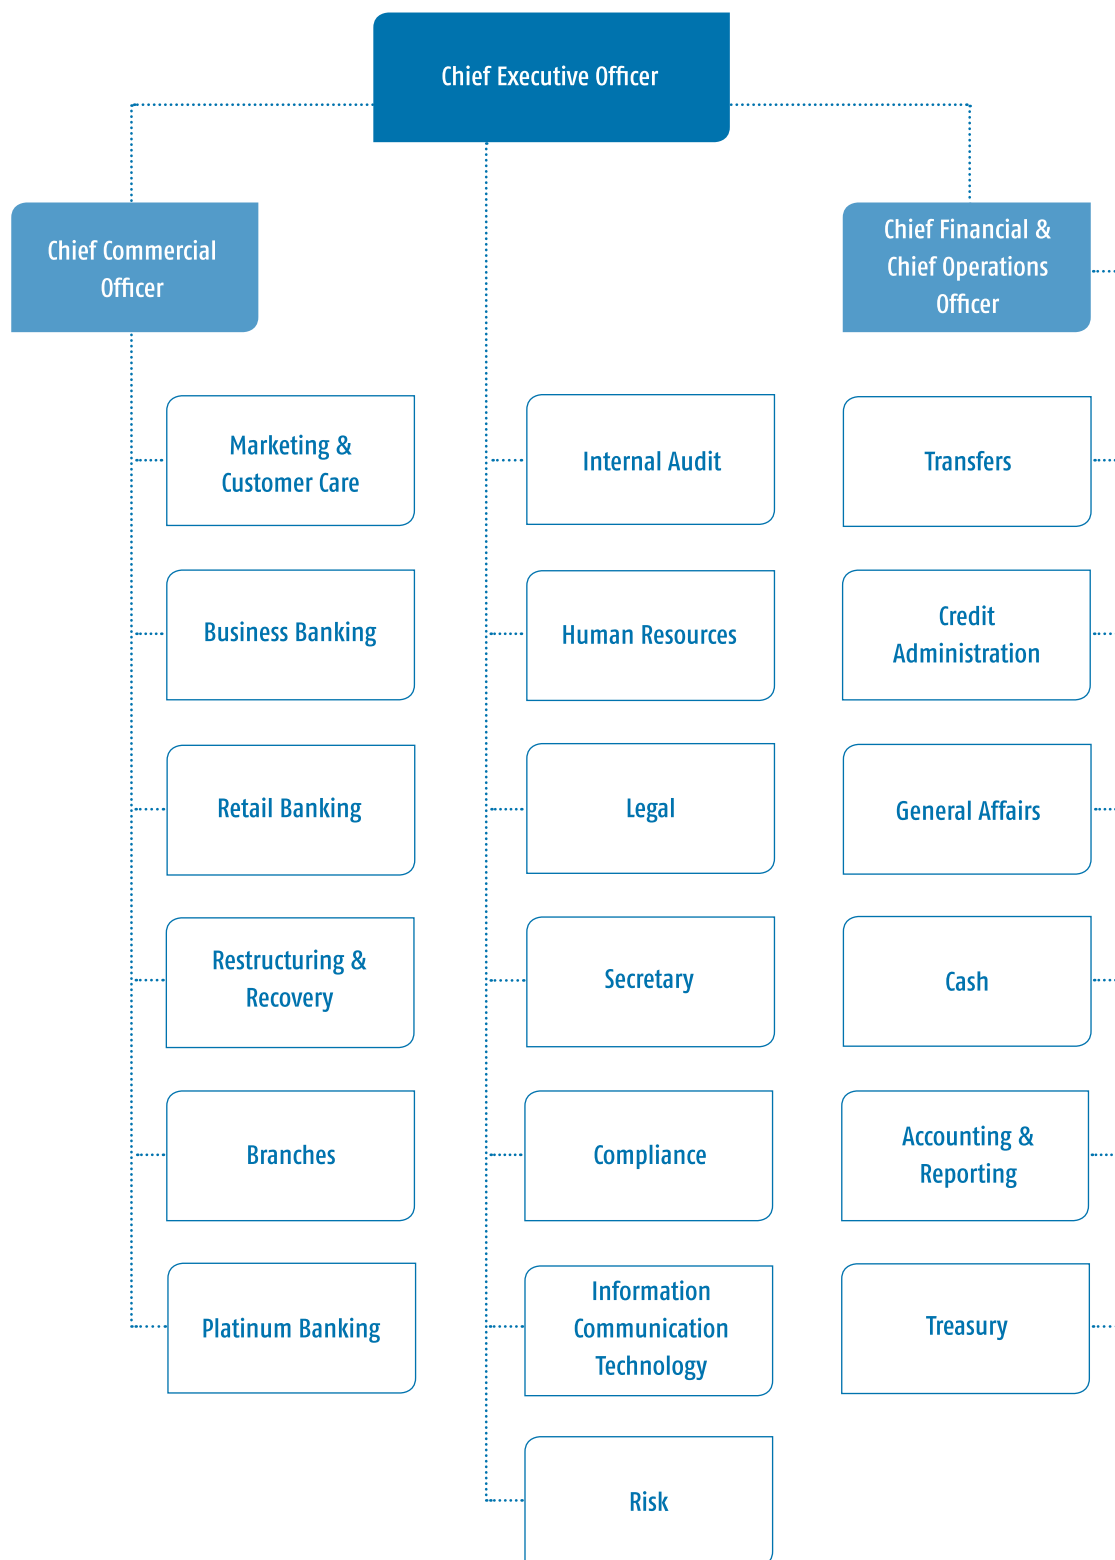 Chief Executive Officer
Chief Commercial
Officer
Chief Financial &
Chief Operations
Officer
Marketing &
Customer Care
Internal Audit
Transfers
Business Banking
Human Resources
Credit
Administration
Retail Banking
Legal
General Affairs
Restructuring &
Recovery
Secretary
Cash
Branches
Compliance
Accounting &
Reporting
Platinum Banking
Information
Communication
Technology
Treasury
Risk